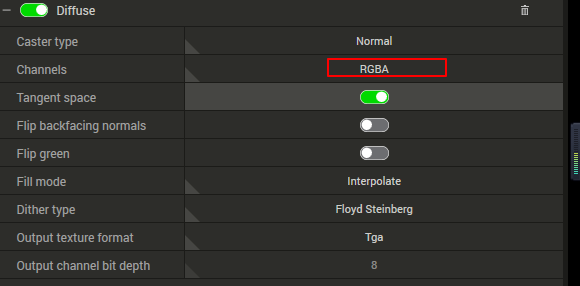 Diffuse
Caster type Normal
Channels RGBA
Tangent space
Flip backfacing normals
Flip green
Fill mode Interpolate
Dither type Floyd Steinberg
Output texture format Tga
Output channel bit depth 8